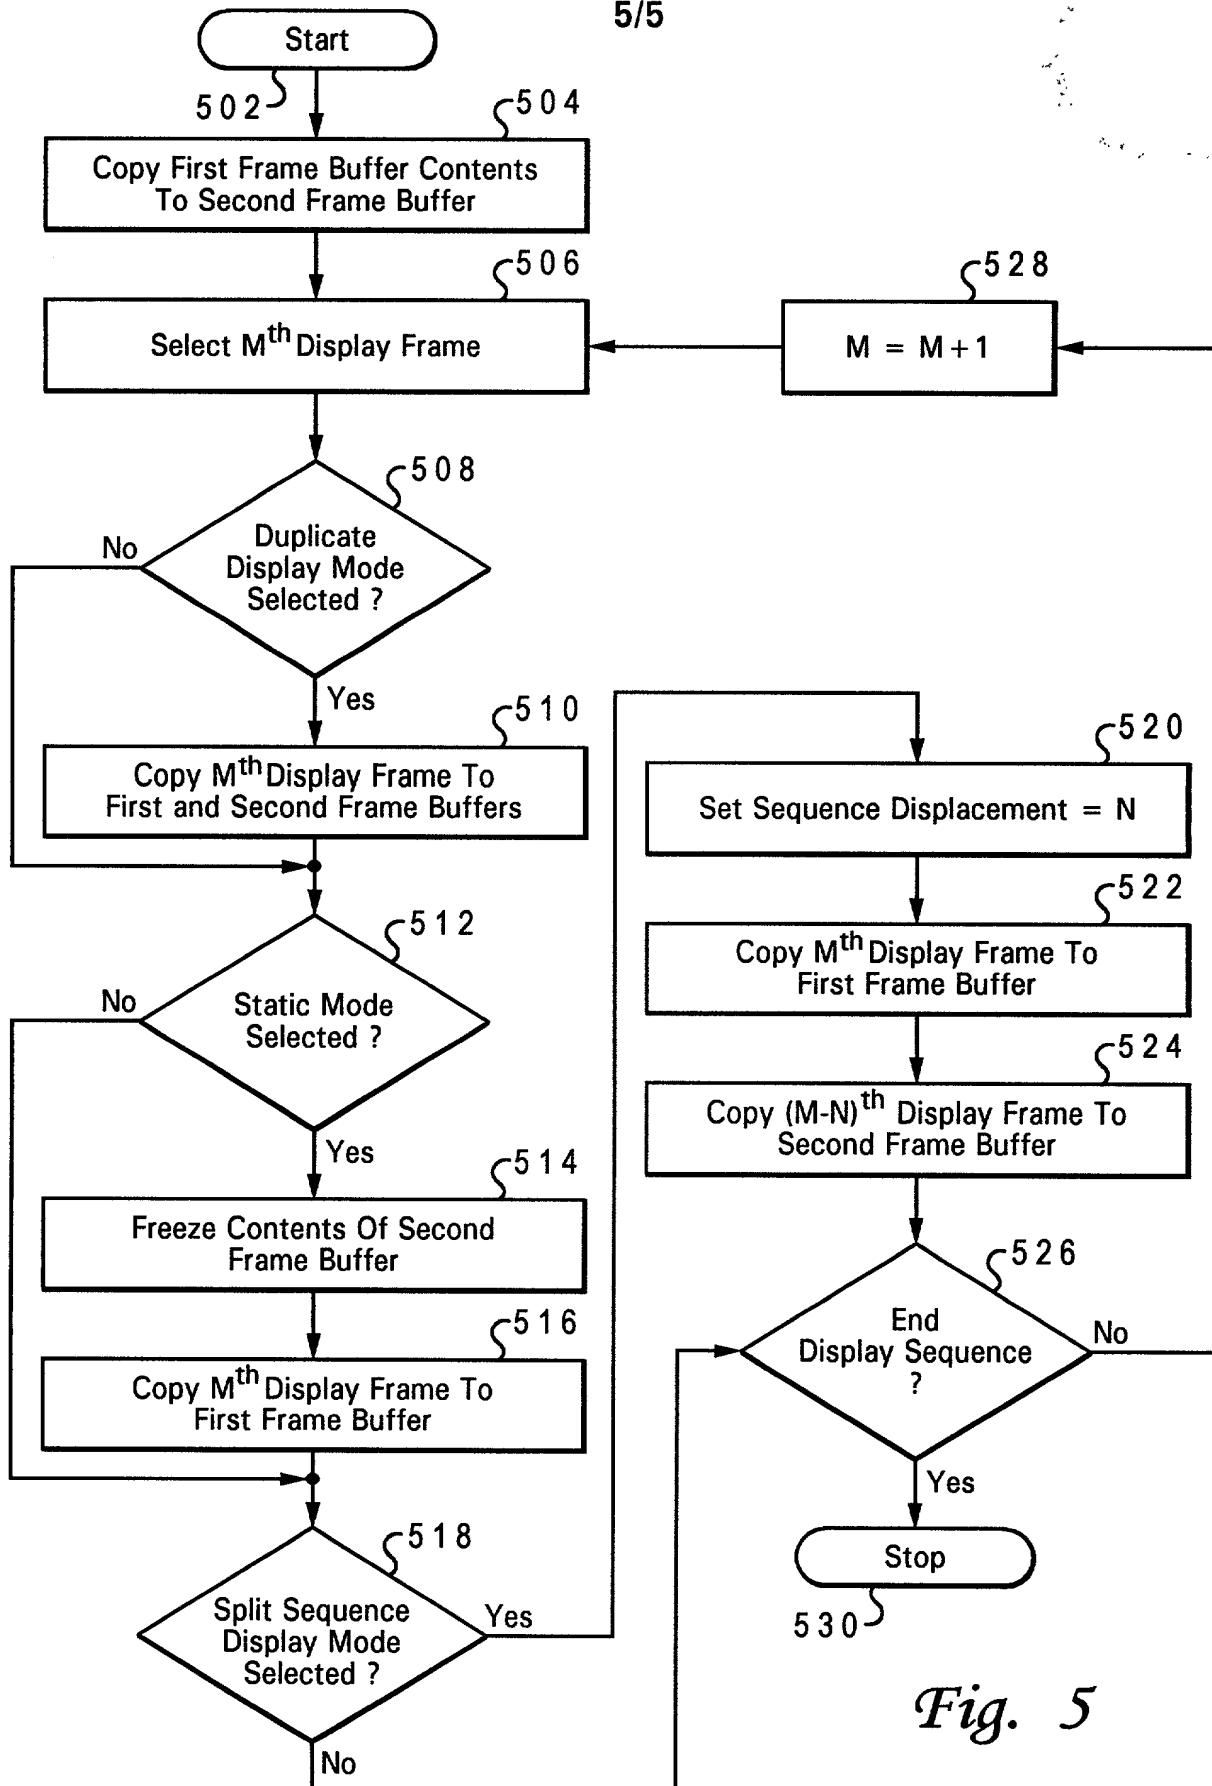 5/5
Start
502
504
Copy First Frame Buffer Contents
To Second Frame Buffer
506
Select Mth Display Frame
528
M = M+1
508
Duplicate
Display Mode
Selected ?
No
Yes
510
Copy Mth Display Frame To
First and Second Frame Buffers
512
Static Mode
Selected ?
No
Yes
514
Freeze Contents Of Second
Frame Buffer
516
Copy Mth Display Frame To
First Frame Buffer
518
Split Sequence
Display Mode
Selected ?
Yes
No
520
Set Sequence Displacement = N
522
Copy Mth Display Frame To
First Frame Buffer
524
Copy (M-N)th Display Frame To
Second Frame Buffer
526
End
Display Sequence
?
No
Yes
Stop
530
Fig. 5